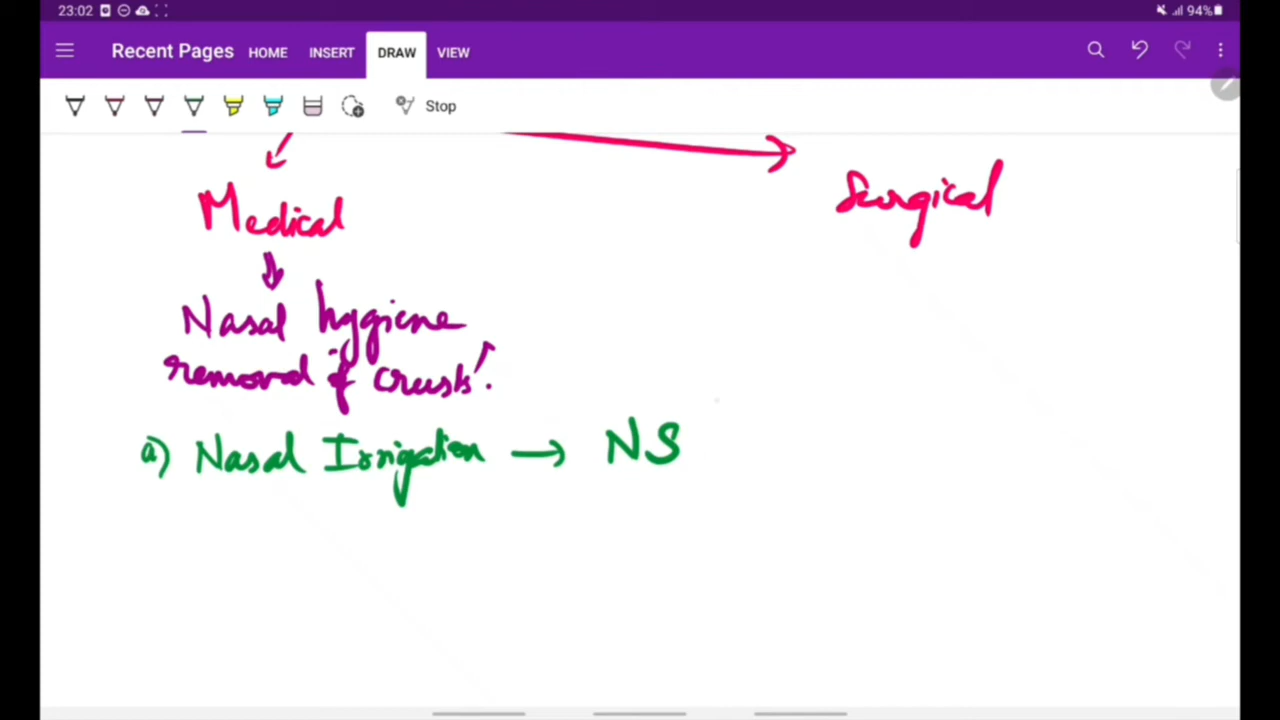 23:02 94%
Recent Pages HOME INSERT DRAW VIEW
Stop
Medical Surgical
Nasal hygiene
removal of crusts!
a) Nasal Irrigation → NS